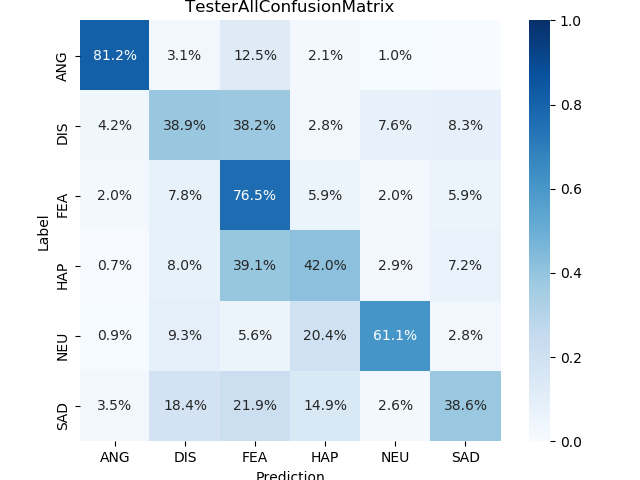 TesterAllConfusionMatrix
1.0
ANG 81.2% 3.1% 12.5% 2.1% 1.0%
0.8
DIS 4.2% 38.9% 38.2% 2.8% 7.6% 8.3%
FEA 2.0% 7.8% 76.5% 5.9% 2.0% 5.9%
0.6
Label
HAP 0.7% 8.0% 39.1% 42.0% 2.9% 7.2%
0.4
NEU 0.9% 9.3% 5.6% 20.4% 61.1% 2.8%
0.2
SAD 3.5% 18.4% 21.9% 14.9% 2.6% 38.6%
0.0
ANG DIS FEA HAP NEU SAD
Prediction